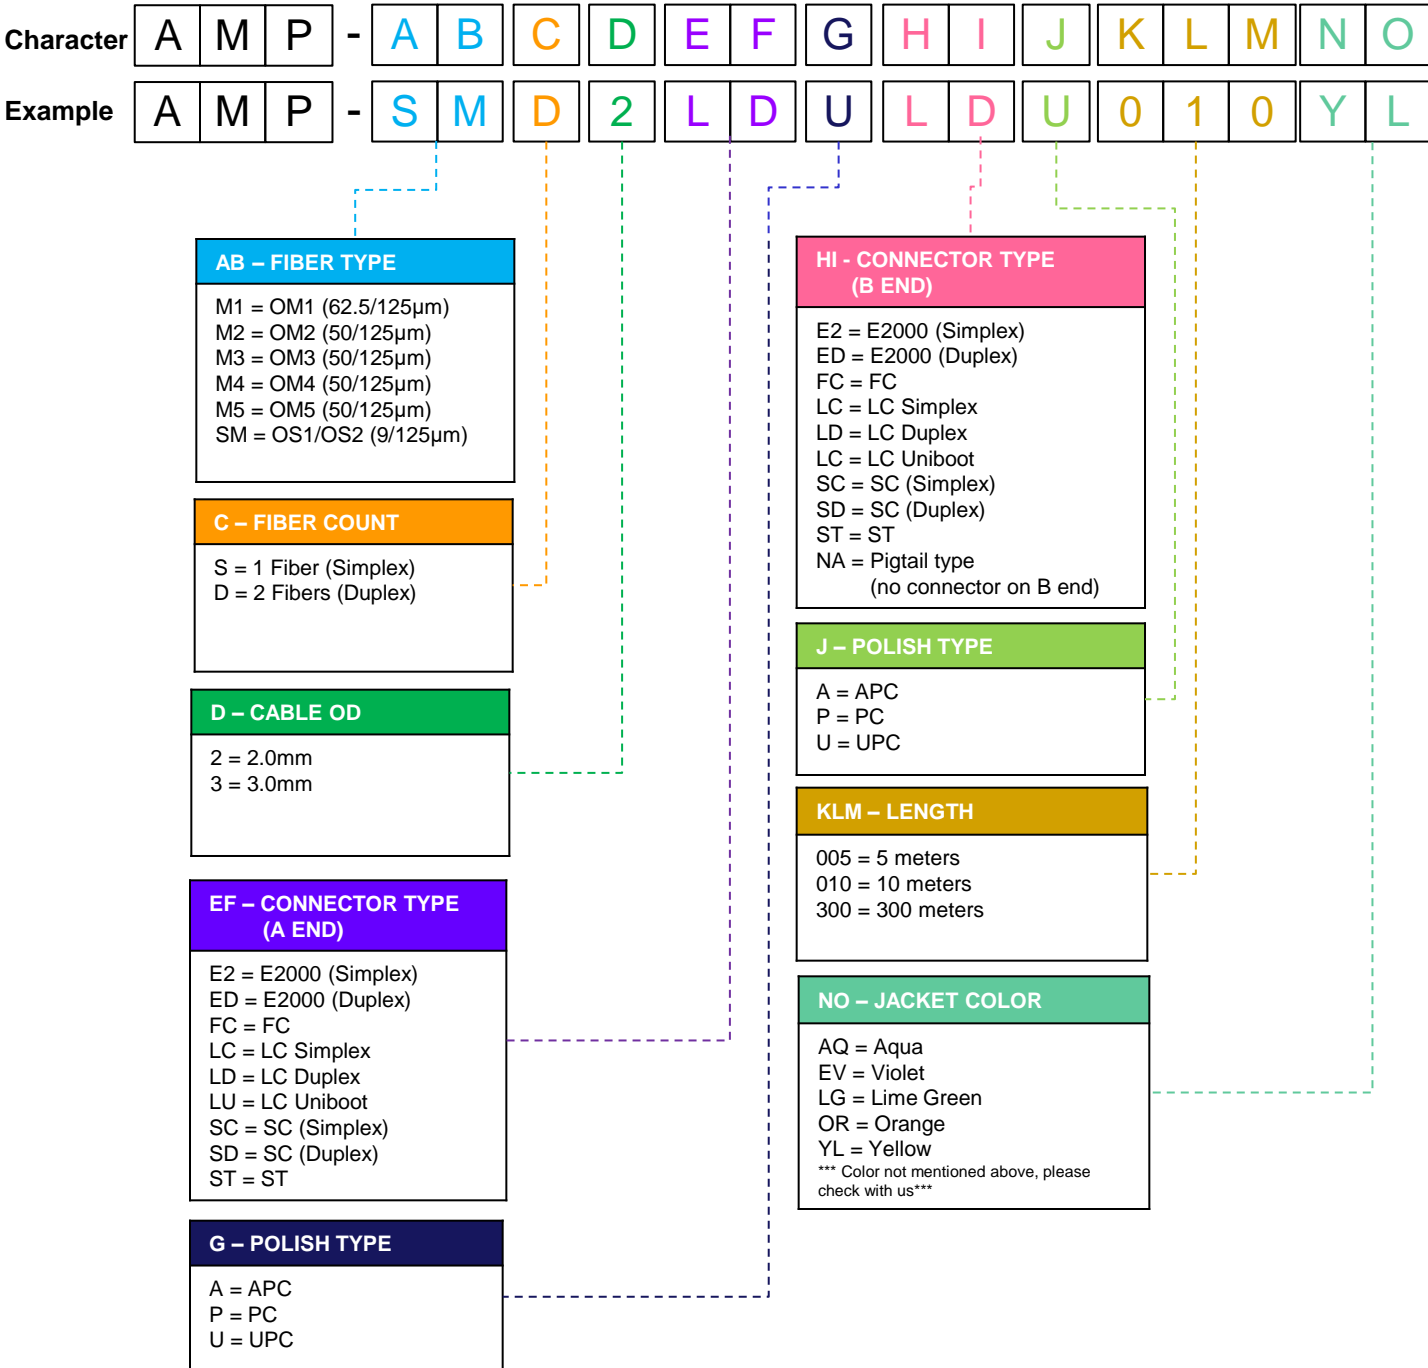 Character A M P - A B C D E F G H I J K L M N O
Example A M P - S M D 2 L D U L D U 0 1 0 Y L
AB – FIBER TYPE
M1 = OM1 (62.5/125µm)
M2 = OM2 (50/125µm)
M3 = OM3 (50/125µm)
M4 = OM4 (50/125µm)
M5 = OM5 (50/125µm)
SM = OS1/OS2 (9/125µm)
C – FIBER COUNT
S = 1 Fiber (Simplex)
D = 2 Fibers (Duplex)
D – CABLE OD
2 = 2.0mm
3 = 3.0mm
EF – CONNECTOR TYPE
(A END)
E2 = E2000 (Simplex)
ED = E2000 (Duplex)
FC = FC
LC = LC Simplex
LD = LC Duplex
LU = LC Uniboot
SC = SC (Simplex)
SD = SC (Duplex)
ST = ST
G – POLISH TYPE
A = APC
P = PC
U = UPC
HI - CONNECTOR TYPE
(B END)
E2 = E2000 (Simplex)
ED = E2000 (Duplex)
FC = FC
LC = LC Simplex
LD = LC Duplex
LC = LC Uniboot
SC = SC (Simplex)
SD = SC (Duplex)
ST = ST
NA = Pigtail type
(no connector on B end)
J – POLISH TYPE
A = APC
P = PC
U = UPC
KLM – LENGTH
005 = 5 meters
010 = 10 meters
300 = 300 meters
NO – JACKET COLOR
AQ = Aqua
EV = Violet
LG = Lime Green
OR = Orange
YL = Yellow
*** Color not mentioned above, please
check with us***